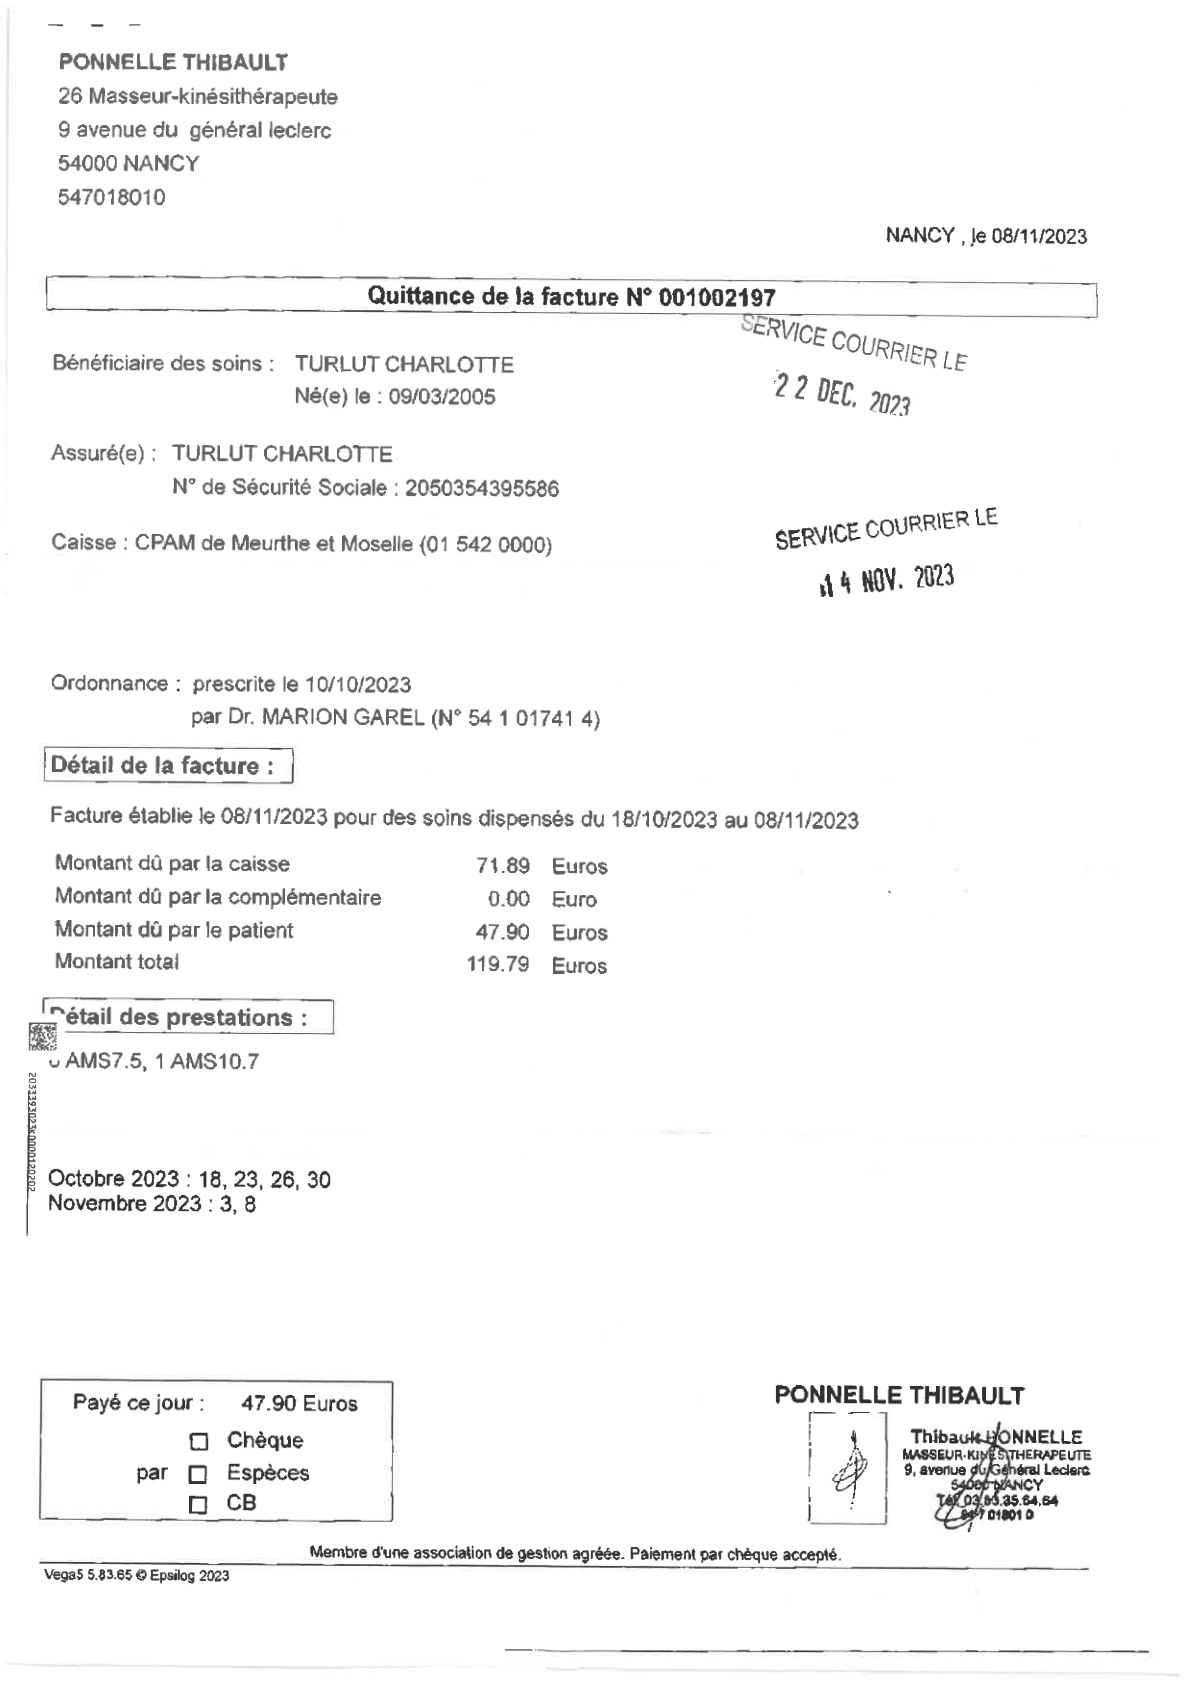 PONNELLE THIBAULT
26 Masseur-kinésithérapeute
9 avenue du général leclerc
54000 NANCY
547018010
NANCY , le 08/11/2023
Quittance de la facture N° 001002197
SERVICE COURRIER LE
22 DEC. 2023
Bénéficiaire des soins : TURLUT CHARLOTTE
Né(e) le : 09/03/2005
Assuré(e) : TURLUT CHARLOTTE
N° de Sécurité Sociale : 2050354395586
Caisse : CPAM de Meurthe et Moselle (01 542 0000)
SERVICE COURRIER LE
14 NOV. 2023
Ordonnance : prescrite le 10/10/2023
par Dr. MARION GAREL (N° 54 1 01741 4)
Détail de la facture :
Facture établie le 08/11/2023 pour des soins dispensés du 18/10/2023 au 08/11/2023
Montant dû par la caisse 71.89 Euros
Montant dû par la complémentaire 0.00 Euro
Montant dû par le patient 47.90 Euros
Montant total 119.79 Euros
Détail des prestations :
AMS7.5, 1 AMS10.7
Octobre 2023 : 18, 23, 26, 30
Novembre 2023 : 3, 8
Payé ce jour : 47.90 Euros
Chèque
par Espèces
CB
PONNELLE THIBAULT
Thibault PONNELLE
MASSEUR-KINESITHERAPEUTE
9, avenue du Général Leclerc
54000 NANCY
Tél. 03.83.35.64.64
Membre d'une association de gestion agréée. Paiement par chèque accepté.
Vega5 5.83.65 © Epsilog 2023